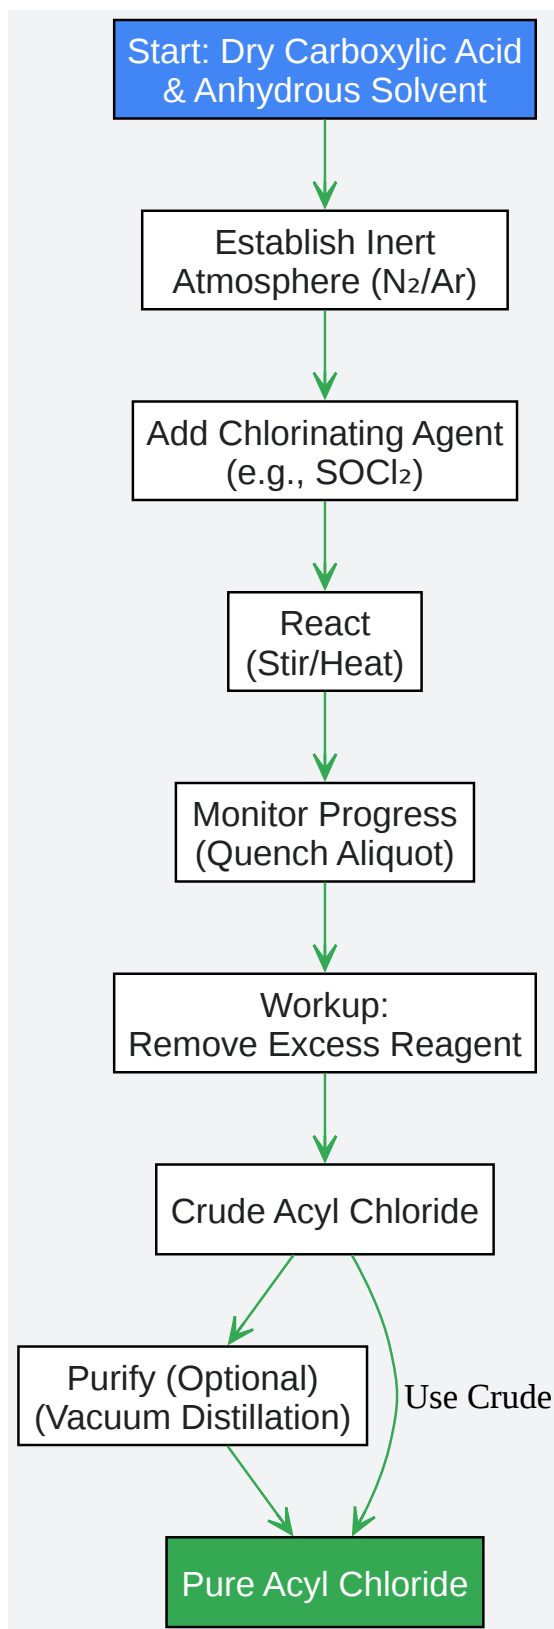 Start: Dry Carboxylic Acid
& Anhydrous Solvent
Establish Inert
Atmosphere (N₂/Ar)
Add Chlorinating Agent
(e.g., SOCl₂)
React
(Stir/Heat)
Monitor Progress
(Quench Aliquot)
Workup:
Remove Excess Reagent
Crude Acyl Chloride
Purify (Optional)
(Vacuum Distillation)
Use Crude
Pure Acyl Chloride